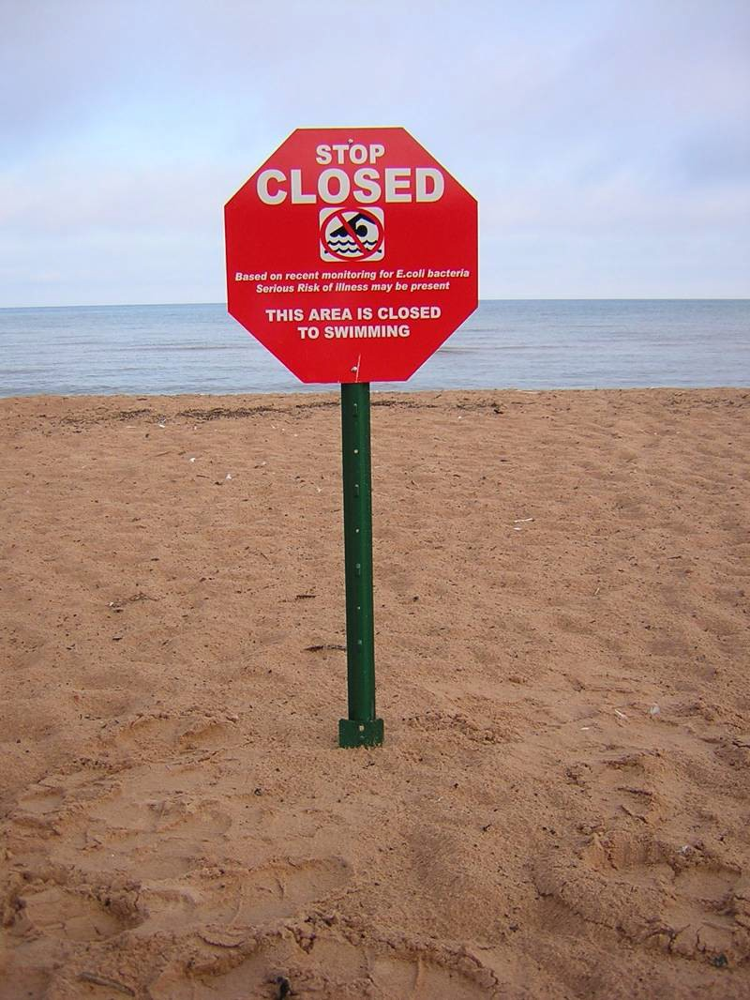 STOP
CLOSED
Based on recent monitoring for E.coli bacteria
Serious Risk of illness may be present
THIS AREA IS CLOSED
TO SWIMMING